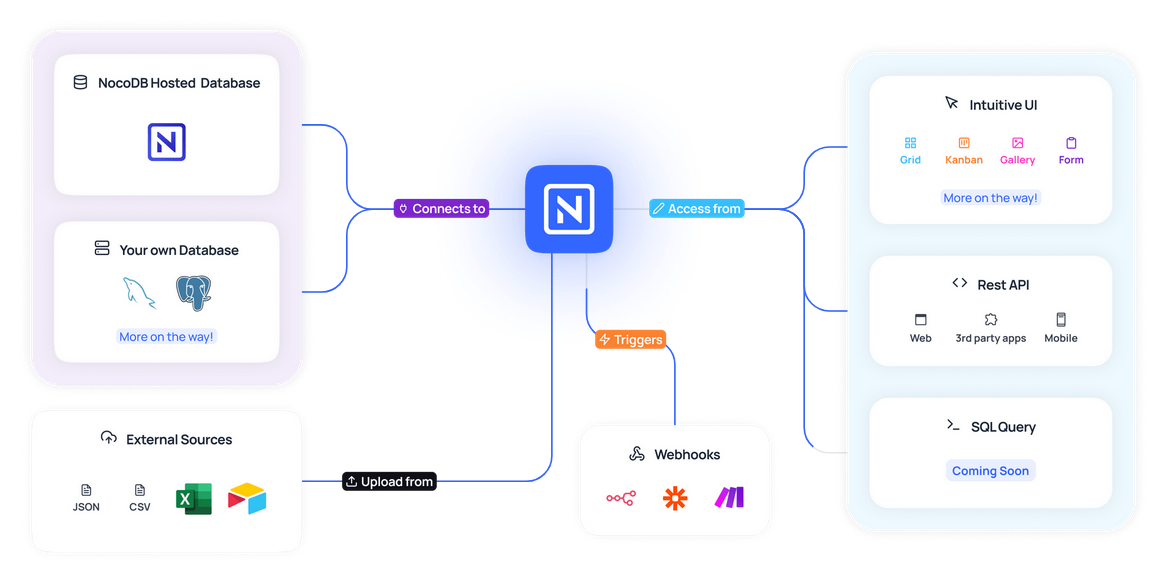 NocoDB Hosted Database
N
Your own Database
More on the way!
External Sources
JSON
CSV
X
Connects to
N
Access from
Triggers
Upload from
Webhooks
Intuitive UI
Grid
Kanban
Gallery
Form
More on the way!
Rest API
Web
3rd party apps
Mobile
SQL Query
Coming Soon